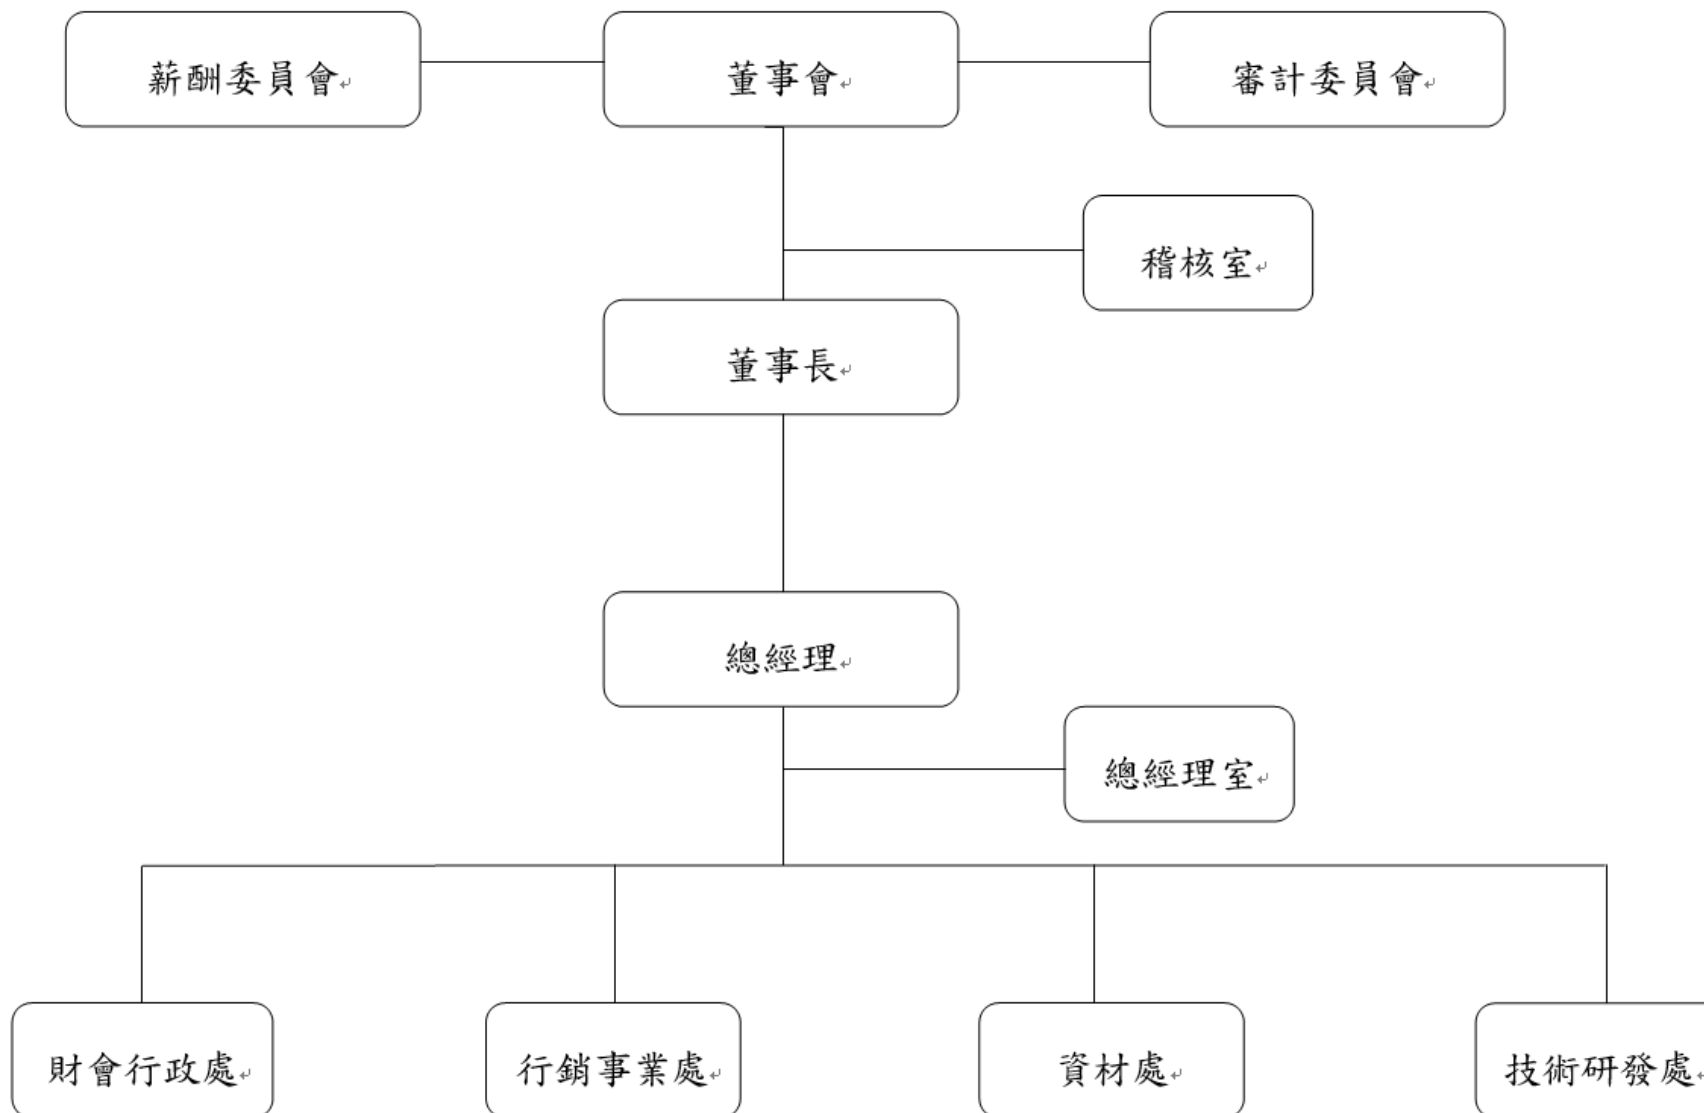 薪酬委員會
董事會
審計委員會
稽核室
董事長
總經理
總經理室
財會行政處
行銷事業處
資材處
技術研發處